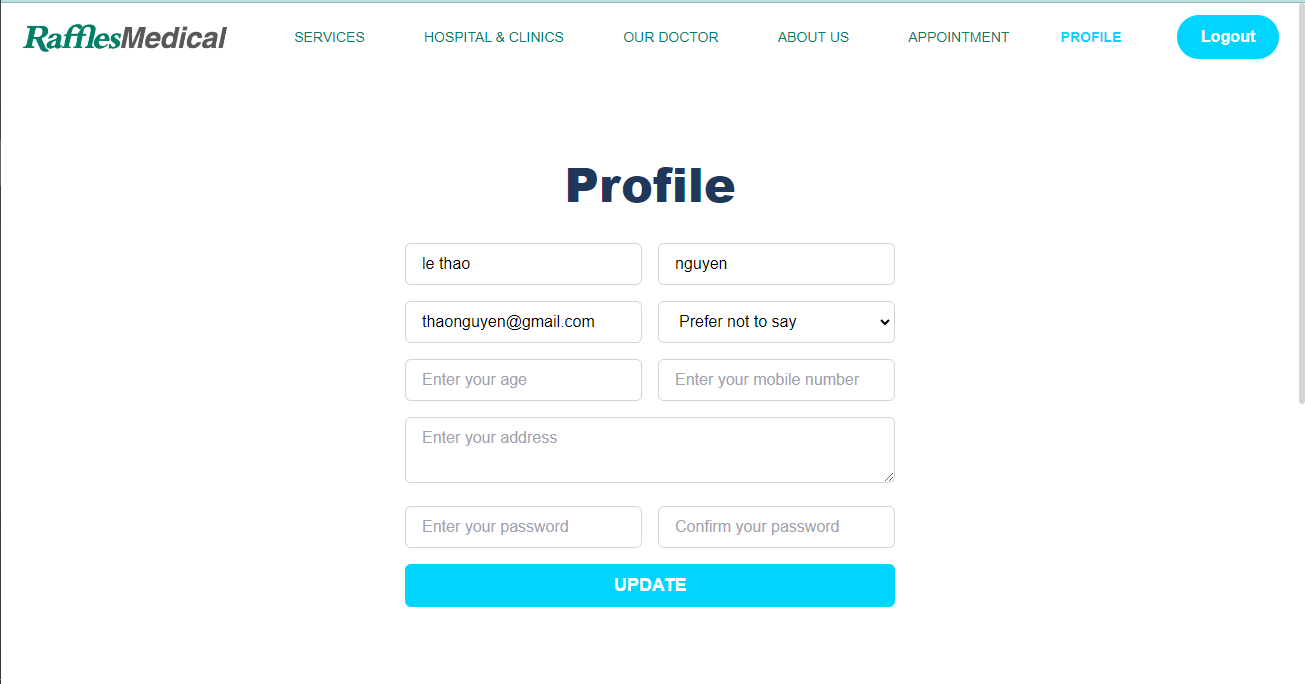 RafflesMedical SERVICES HOSPITAL & CLINICS OUR DOCTOR ABOUT US APPOINTMENT PROFILE Logout
Profile
le thao nguyen
thaonguyen@gmail.com Prefer not to say
Enter your age Enter your mobile number
Enter your address
Enter your password Confirm your password
UPDATE